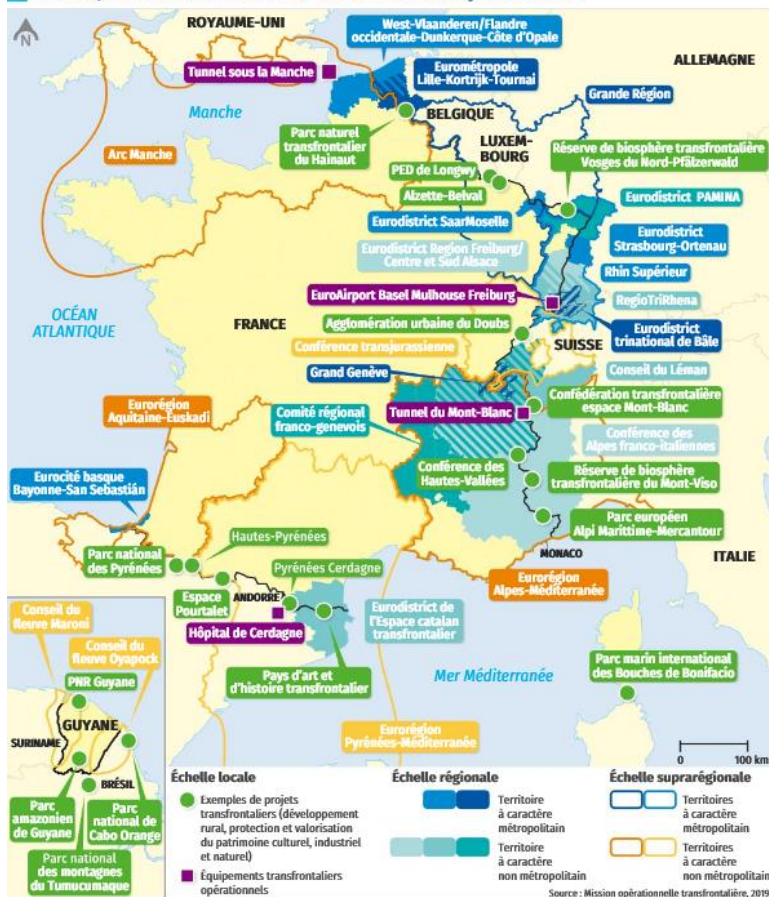 ROYAUME-UNI
West-Vlaanderen/Flandre
occidentale-Dunkerque-Côte d'Opale
ALLEMAGNE
Tunnel sous la Manche
Eurométropole
Lille-Kortrijk-Tournai
Grande Région
Manche
BELGIQUE
Parc naturel
transfrontalier
du Hainaut
LUXEM-
BOURG
Réserve de biosphère transfrontalière
Vosges du Nord-Pfälzerwald
Arc Manche
PED de Longwy
Alzette-Belval
Eurodistrict PAMINA
Eurodistrict SaarMoselle
Eurodistrict
Strasbourg-Ortenau
Eurodistrict Region Freiburg/
Centre et Sud Alsace
Rhin Supérieur
OCÉAN
ATLANTIQUE
EuroAirport Basel Mulhouse Freiburg
RegioTriRhena
FRANCE
Agglomération urbaine du Doubs
Eurodistrict
trinational de Bâle
Conférence transjurassienne
SUISSE
Grand Genève
Conseil du Léman
Eurorégion
Aquitaine-Euskadi
Comité régional
franco-genevois
Tunnel du Mont-Blanc
Confédération transfrontalière
espace Mont-Blanc
Conférence des
Alpes franco-italiennes
Eurocité basque
Bayonne-San Sebastián
Conférence des
Hautes-Vallées
Réserve de biosphère
transfrontalière du Mont-Viso
Parc européen
Alpi Marittime-Mercantour
Hautes-Pyrénées
Parc national
des Pyrénées
MONACO
ITALIE
Pyrénées Cerdagne
Eurorégion
Alpes-Méditerranée
Espace
Pourtalet
ANDORRE
Conseil du
fleuve Maroni
Eurodistrict de
l'Espace catalan
transfrontalier
Hôpital de Cerdagne
Conseil du
fleuve Oyapock
Pays d'art et
d'histoire transfrontalier
Mer Méditerranée
Parc marin international
des Bouches de Bonifacio
PNR Guyane
GUYANE
SURINAME
Eurorégion
Pyrénées-Méditerranée
BRÉSIL
Parc
amazonien
de Guyane
Parc
national de
Cabo Orange
Parc national
des montagnes
du Tumucumaque
0 100 km
Échelle locale
Exemples de projets
transfrontaliers (développement
rural, protection et valorisation
du patrimoine culturel, industriel
et naturel)
Équipements transfrontaliers
opérationnels
Échelle régionale
Territoire
à caractère
métropolitain
Territoire
à caractère
non métropolitain
Échelle suprarégionale
Territoires
à caractère
métropolitain
Territoires
à caractère
non métropolitain
Source : Mission opérationnelle transfrontalière, 2019
N